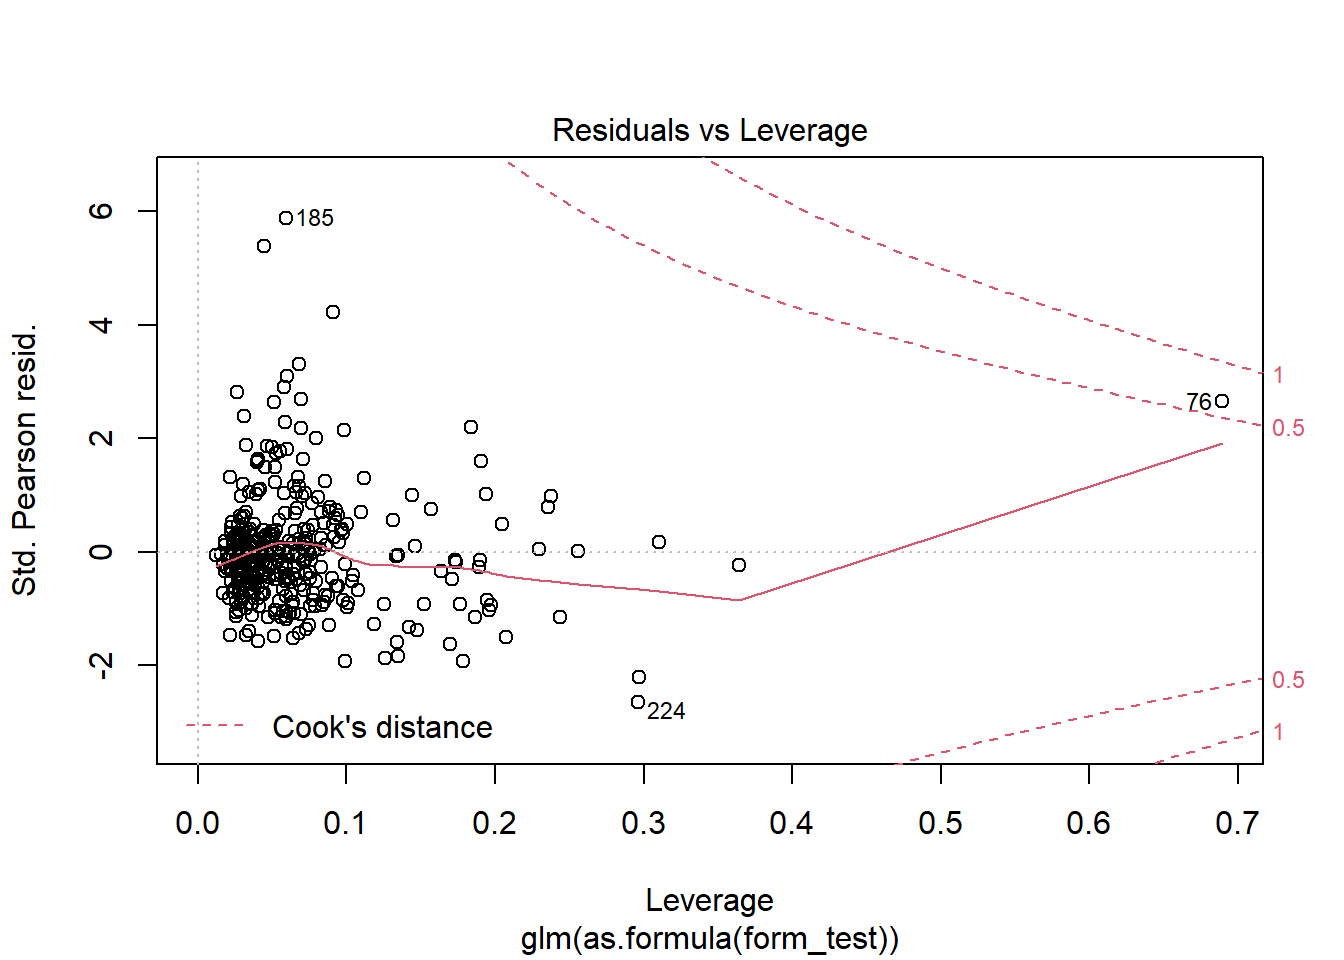 Residuals vs Leverage
Std. Pearson resid.
6
4
2
0
-2
185
76
224
1
0.5
0.5
1
Cook's distance
0.0 0.1 0.2 0.3 0.4 0.5 0.6 0.7
Leverage
glm(as.formula(form_test))